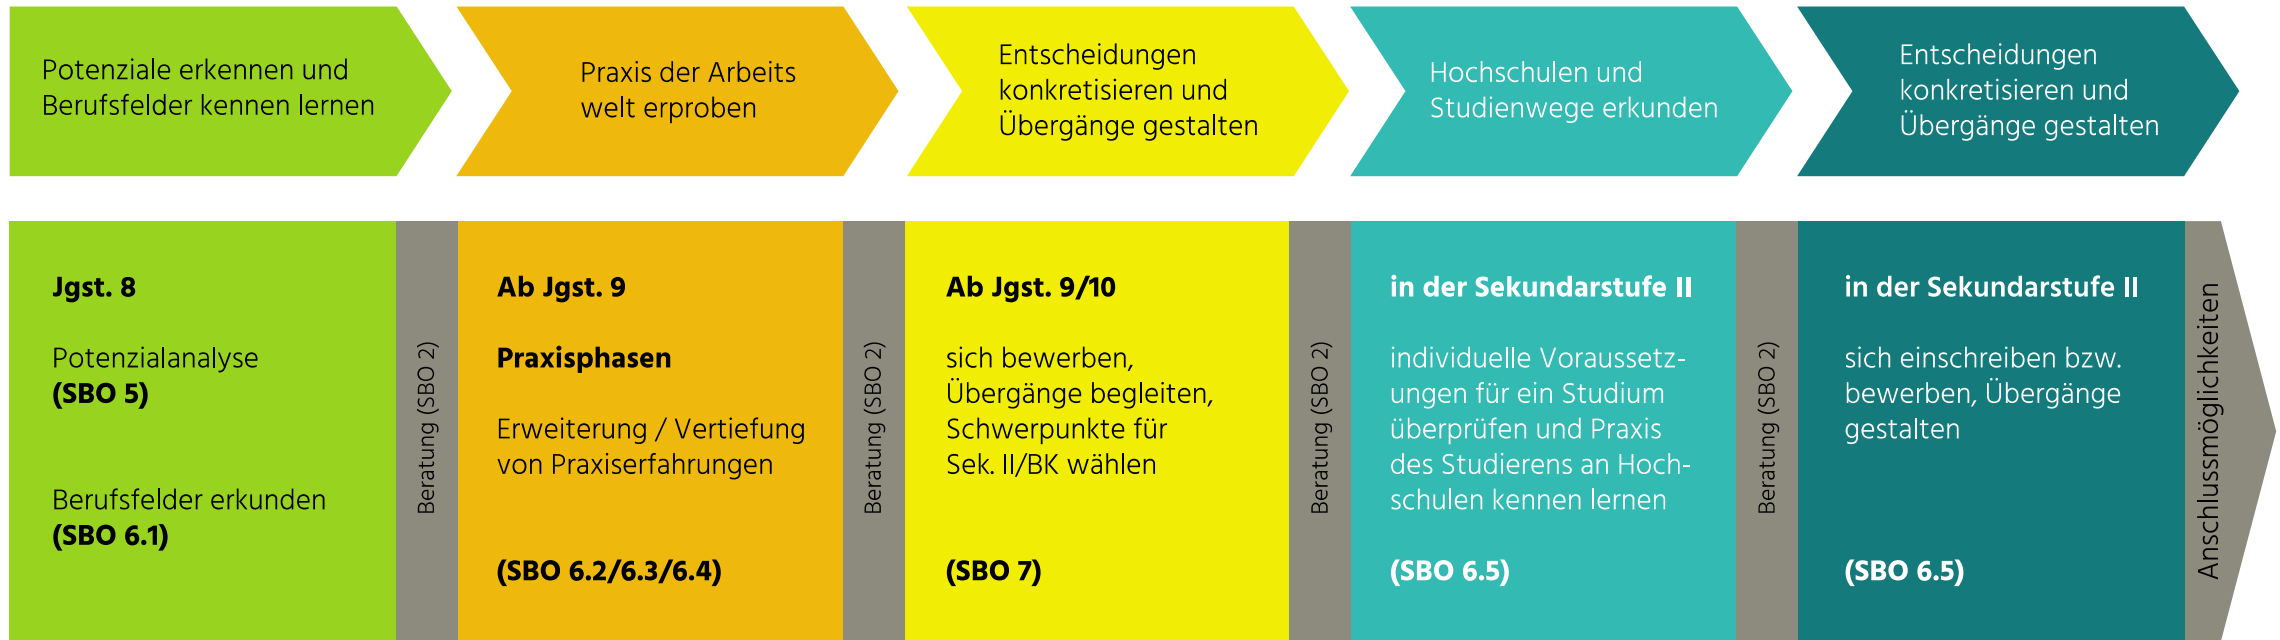 Potenziale erkennen und
Berufsfelder kennen lernen
Praxis der Arbeits
welt erproben
Entscheidungen
konkretisieren und
Übergänge gestalten
Hochschulen und
Studienwege erkunden
Entscheidungen
konkretisieren und
Übergänge gestalten
Jgst. 8
Potenzialanalyse
(SBO 5)
Berufsfelder erkunden
(SBO 6.1)
Beratung (SBO 2)
Ab Jgst. 9
Praxisphasen
Erweiterung / Vertiefung
von Praxiserfahrungen
(SBO 6.2/6.3/6.4)
Beratung (SBO 2)
Ab Jgst. 9/10
sich bewerben,
Übergänge begleiten,
Schwerpunkte für
Sek. II/BK wählen
(SBO 7)
Beratung (SBO 2)
in der Sekundarstufe II
individuelle Voraussetz-
ungen für ein Studium
überprüfen und Praxis
des Studierens an Hoch-
schulen kennen lernen
(SBO 6.5)
Beratung (SBO 2)
in der Sekundarstufe II
sich einschreiben bzw.
bewerben, Übergänge
gestalten
(SBO 6.5)
Anschlussmöglichkeiten